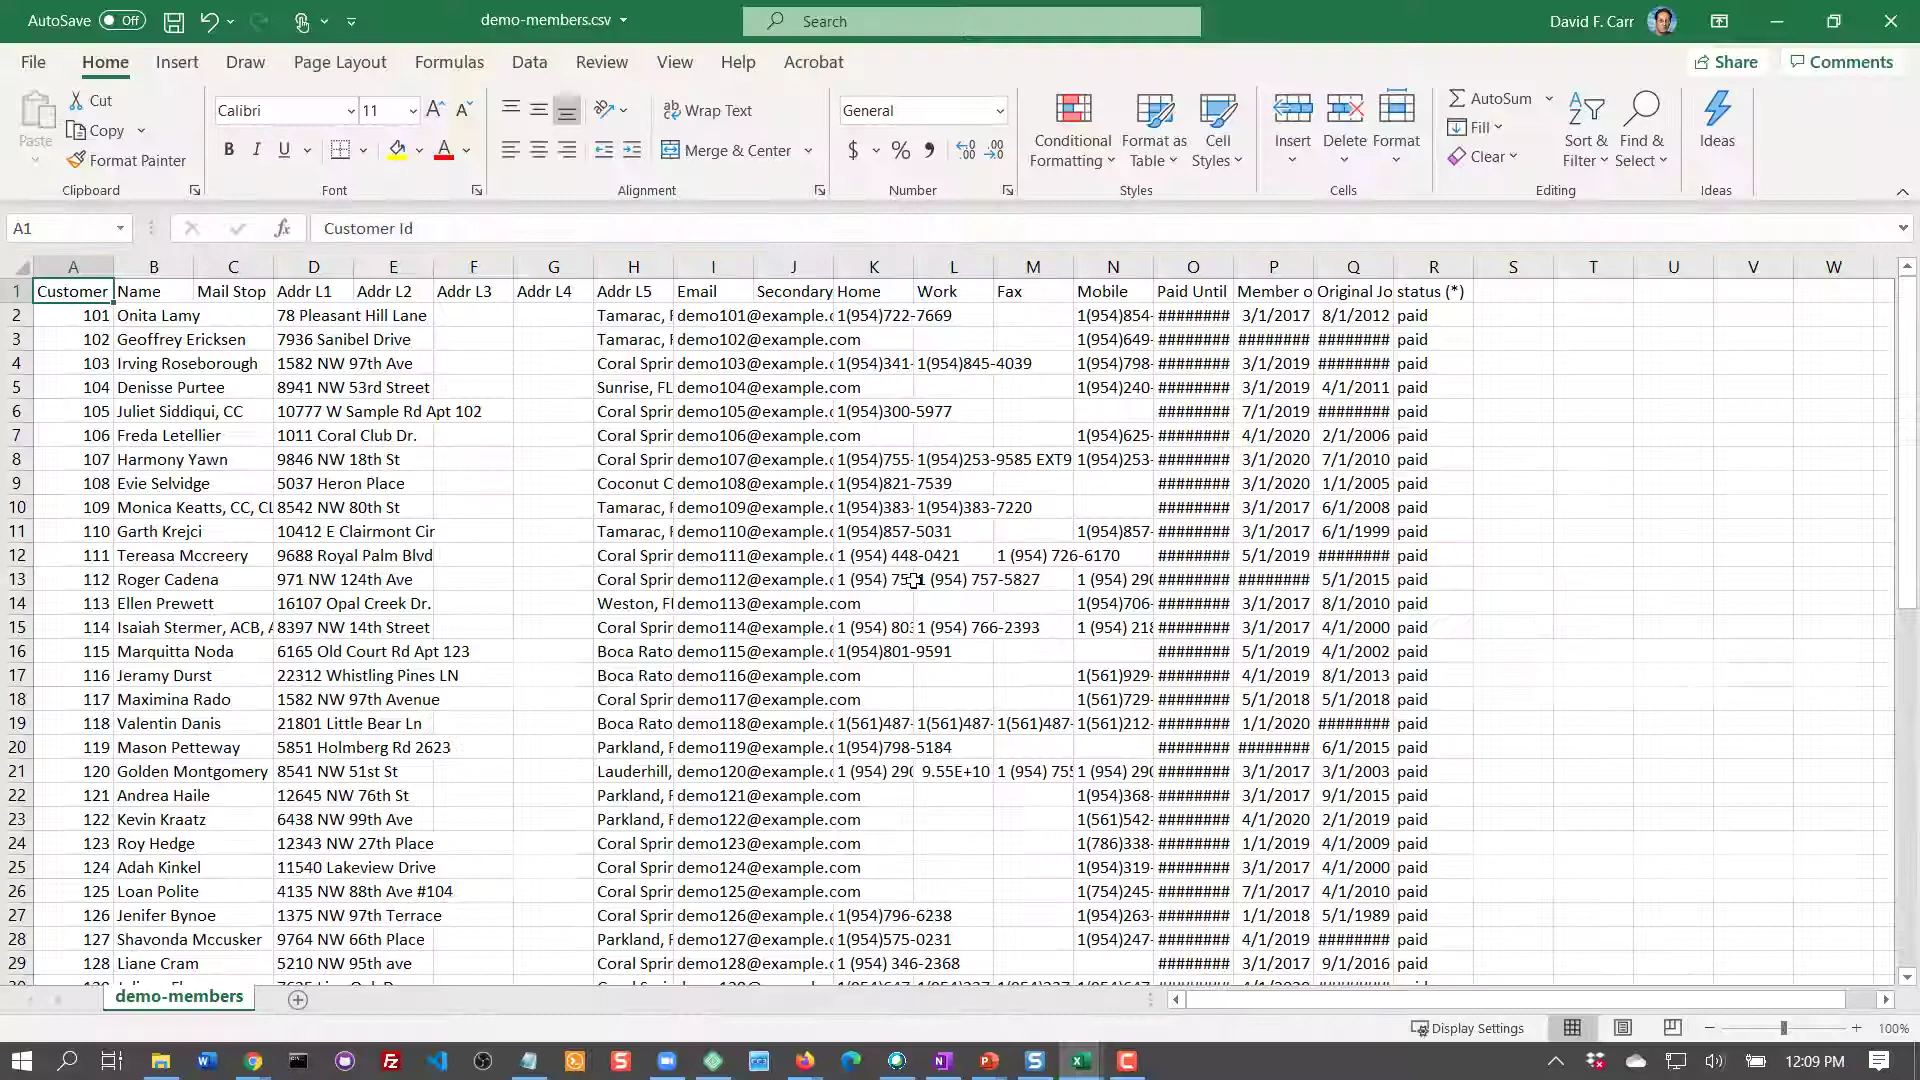 AutoSave Off demo-members.csv Search David F. Carr
File Home Insert Draw Page Layout Formulas Data Review View Help Acrobat Share Comments
Paste Cut Copy Format Painter Clipboard
Calibri 11 B I U A Font
Wrap Text Merge & Center Alignment
General $ % Number
Conditional Formatting Format as Table Cell Styles Styles
Insert Delete Format Cells
AutoSum Fill Clear Sort & Filter Find & Select Editing
Ideas Ideas
A1 fx Customer Id
A B C D E F G H I J K L M N O P Q R S T U V W
1 Customer Name Mail Stop Addr L1 Addr L2 Addr L3 Addr L4 Addr L5 Email Secondary Home Work Fax Mobile Paid Until Member o Original Jo status (*)
2 101 Onita Lamy 78 Pleasant Hill Lane Tamarac, demo101@example.c 1(954)722-7669 1(954)854- ######## 3/1/2017 8/1/2012 paid
3 102 Geoffrey Ericksen 7936 Sanibel Drive Tamarac, demo102@example.com 1(954)649- ######## ######## ######## paid
4 103 Irving Roseborough 1582 NW 97th Ave Coral Sprin demo103@example.c 1(954)341- 1(954)845-4039 1(954)798- ######## 3/1/2019 ######## paid
5 104 Denisse Purtee 8941 NW 53rd Street Sunrise, FL demo104@example.com 1(954)240- ######## 3/1/2019 4/1/2011 paid
6 105 Juliet Siddiqui, CC 10777 W Sample Rd Apt 102 Coral Sprin demo105@example.c 1(954)300-5977 ######## 7/1/2019 ######## paid
7 106 Freda Letellier 1011 Coral Club Dr. Coral Sprin demo106@example.com 1(954)625- ######## 4/1/2020 2/1/2006 paid
8 107 Harmony Yawn 9846 NW 18th St Coral Sprin demo107@example.c 1(954)755- 1(954)253-9585 EXT9 1(954)253- ######## 3/1/2020 7/1/2010 paid
9 108 Evie Selvidge 5037 Heron Place Coconut C demo108@example.c 1(954)821-7539 ######## 3/1/2020 1/1/2005 paid
10 109 Monica Keatts, CC, CL 8542 NW 80th St Tamarac, demo109@example.c 1(954)383- 1(954)383-7220 ######## 3/1/2017 6/1/2008 paid
11 110 Garth Krejci 10412 E Clairmont Cir Tamarac, demo110@example.c 1(954)857-5031 1(954)857- ######## 3/1/2017 6/1/1999 paid
12 111 Tereasa Mccreery 9688 Royal Palm Blvd Coral Sprin demo111@example.c 1 (954) 448-0421 1 (954) 726-6170 ######## 5/1/2019 ######## paid
13 112 Roger Cadena 971 NW 124th Ave Coral Sprin demo112@example.c 1 (954) 75 1 (954) 757-5827 1 (954) 290 ######## ######## 5/1/2015 paid
14 113 Ellen Prewett 16107 Opal Creek Dr. Weston, Fl demo113@example.com 1(954)706- ######## 3/1/2017 8/1/2010 paid
15 114 Isaiah Stermer, ACB, A 8397 NW 14th Street Coral Sprin demo114@example.c 1 (954) 803 1 (954) 766-2393 1 (954) 218 ######## 3/1/2017 4/1/2000 paid
16 115 Marquitta Noda 6165 Old Court Rd Apt 123 Boca Rato demo115@example.c 1(954)801-9591 ######## 5/1/2019 4/1/2002 paid
17 116 Jeramy Durst 22312 Whistling Pines LN Boca Rato demo116@example.com 1(561)929- ######## 4/1/2019 8/1/2013 paid
18 117 Maximina Rado 1582 NW 97th Avenue Coral Sprin demo117@example.com 1(561)729- ######## 5/1/2018 5/1/2018 paid
19 118 Valentin Danis 21801 Little Bear Ln Boca Rato demo118@example.c 1(561)487- 1(561)487- 1(561)487- 1(561)212- ######## 1/1/2020 ######## paid
20 119 Mason Petteway 5851 Holmberg Rd 2623 Parkland, demo119@example.c 1(954)798-5184 ######## ######## 6/1/2015 paid
21 120 Golden Montgomery 8541 NW 51st St Lauderhill, demo120@example.c 1 (954) 290 9.55E+10 1 (954) 755 1 (954) 290 ######## 3/1/2017 3/1/2003 paid
22 121 Andrea Haile 12645 NW 76th St Parkland, demo121@example.com 1(954)368- ######## 3/1/2017 9/1/2015 paid
23 122 Kevin Kraatz 6438 NW 99th Ave Parkland, demo122@example.com 1(561)542- ######## 4/1/2020 2/1/2019 paid
24 123 Roy Hedge 12343 NW 27th Place Coral Sprin demo123@example.com 1(786)338- ######## 1/1/2019 4/1/2009 paid
25 124 Adah Kinkel 11540 Lakeview Drive Coral Sprin demo124@example.com 1(954)319- ######## 3/1/2017 4/1/2000 paid
26 125 Loan Polite 4135 NW 88th Ave #104 Coral Sprin demo125@example.com 1(754)245- ######## 7/1/2017 4/1/2010 paid
27 126 Jenifer Bynoe 1375 NW 97th Terrace Coral Sprin demo126@example.c 1(954)796-6238 1(954)263- ######## 1/1/2018 5/1/1989 paid
28 127 Shavonda Mccusker 9764 NW 66th Place Parkland, demo127@example.c 1(954)575-0231 1(954)247- ######## 4/1/2019 ######## paid
29 128 Liane Cram 5210 NW 95th ave Coral Sprin demo128@example.c 1 (954) 346-2368 ######## 3/1/2017 9/1/2016 paid
demo-members
Display Settings 100%
12:09 PM